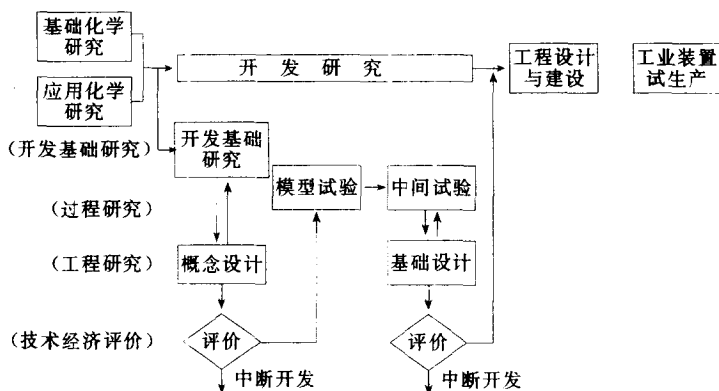 基础化学
研究
应用化学
研究
开 发 研 究
工程设计
与建设
工业装置
试生产
(开发基础研究)
开发基础
研究
模型试验
中间试验
(过程研究)
(工程研究)
概念设计
基础设计
(技术经济评价)
评价
评价
中断开发
中断开发